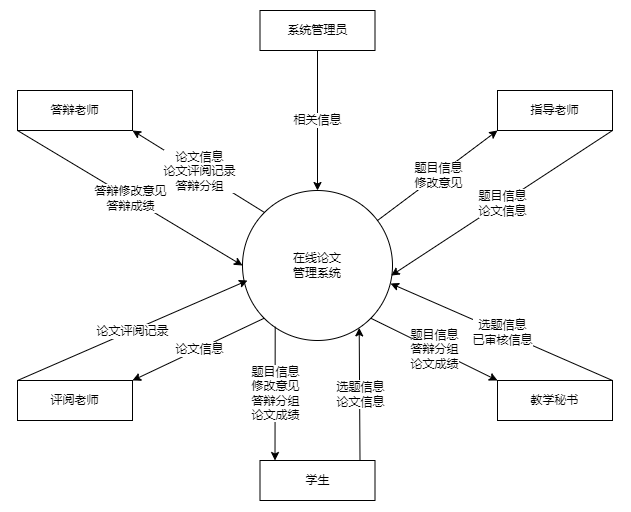 系统管理员
答辩老师
指导老师
相关信息
论文信息
论文评阅记录
答辩分组
题目信息
修改意见
答辩修改意见
答辩成绩
题目信息
论文信息
在线论文
管理系统
论文评阅记录
论文信息
选题信息
已审核信息
题目信息
答辩分组
论文成绩
题目信息
修改意见
答辩分组
论文成绩
选题信息
论文信息
评阅老师
教学秘书
学生